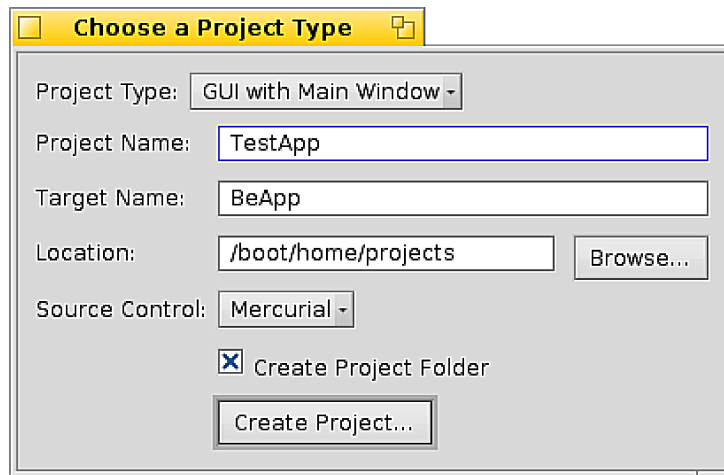 Choose a Project Type
Project Type: GUI with Main Window
Project Name: TestApp
Target Name: BeApp
Location: /boot/home/projects Browse...
Source Control: Mercurial
Create Project Folder
Create Project...